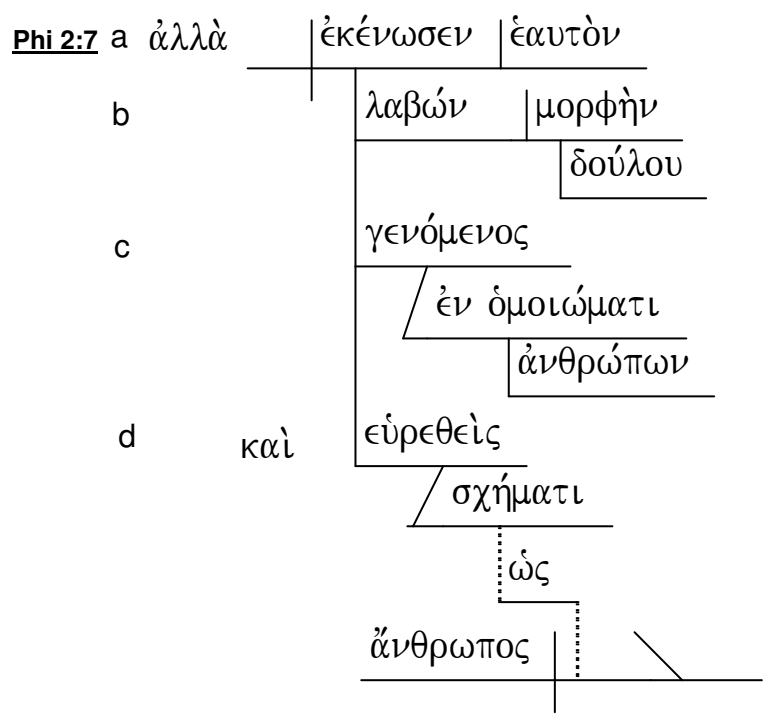 Phi 2:7 a ἀλλὰ ἐκένωσεν ἑαυτὸν
b λαβών μορφὴν
δούλου
c γενόμενος
ἐν ὁμοιώματι
ἀνθρώπων
d καὶ εὑρεθεὶς
σχήματι
ὡς
ἄνθρωπος